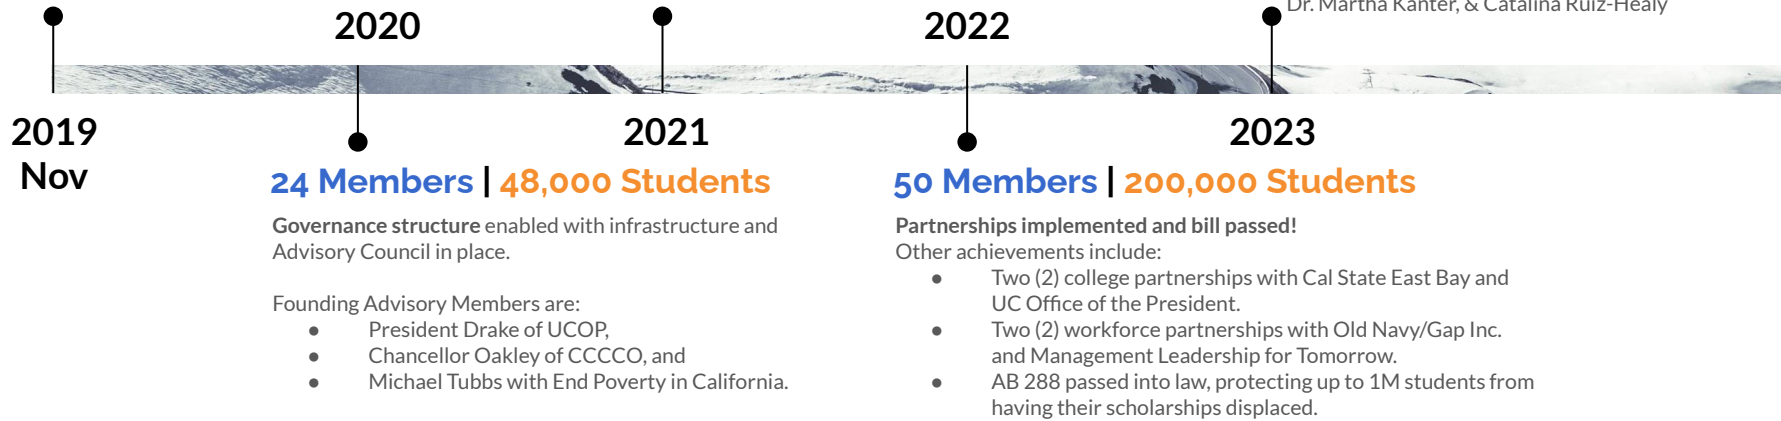 Dr. Martha Kanter, & Catalina Ruiz-Healy
2020
2022
2019
Nov
2021
2023
24 Members | 48,000 Students
Governance structure enabled with infrastructure and
Advisory Council in place.
Founding Advisory Members are:
● President Drake of UCOP,
● Chancellor Oakley of CCCCO, and
● Michael Tubbs with End Poverty in California.
50 Members | 200,000 Students
Partnerships implemented and bill passed!
Other achievements include:
● Two (2) college partnerships with Cal State East Bay and
UC Office of the President.
● Two (2) workforce partnerships with Old Navy/Gap Inc.
and Management Leadership for Tomorrow.
● AB 288 passed into law, protecting up to 1M students from
having their scholarships displaced.